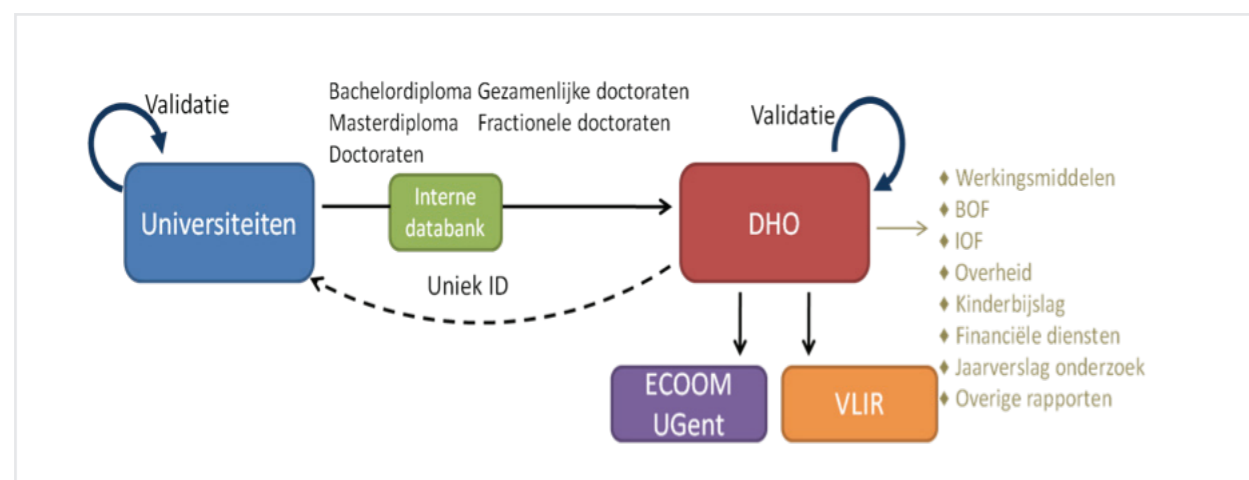 Validatie
Bachelordiploma Gezamenlijke doctoraten
Masterdiploma Fractionele doctoraten
Doctoraten
Validatie
Universiteiten
Interne
databank
DHO
Uniek ID
ECOOM
UGent
VLIR
♦ Werkingsmiddelen
♦ BOF
♦ IOF
♦ Overheid
♦ Kinderbijslag
♦ Financiële diensten
♦ Jaarverslag onderzoek
♦ Overige rapporten